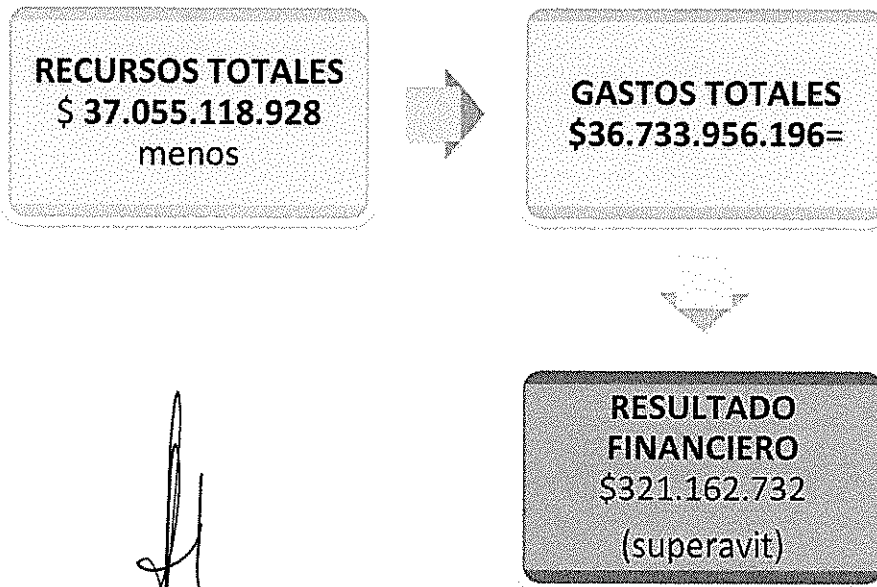 RECURSOS TOTALES
$ 37.055.118.928
menos
GASTOS TOTALES
$36.733.956.196=
RESULTADO
FINANCIERO
$321.162.732
(superavit)